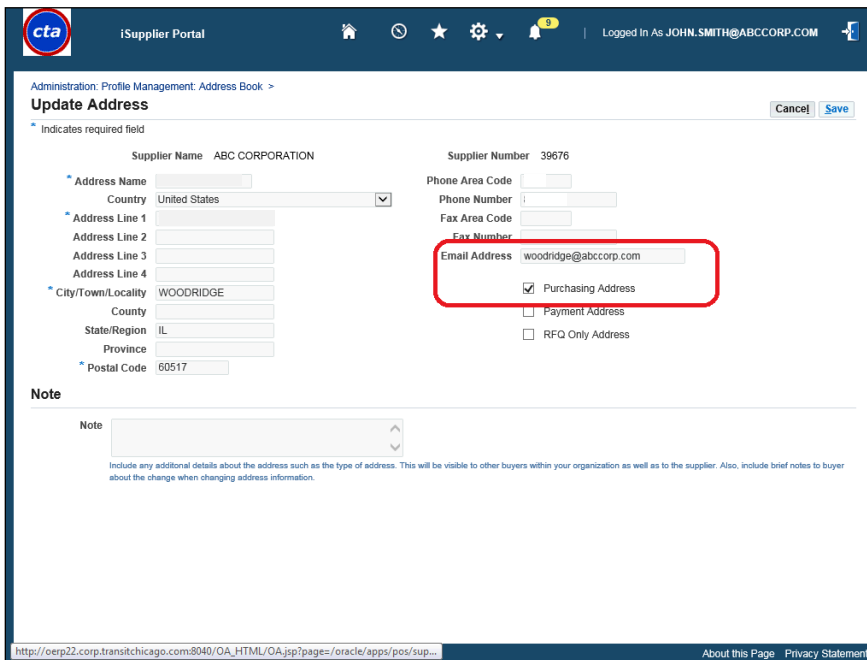 cta
iSupplier Portal
9
| Logged In As JOHN.SMITH@ABCCORP.COM
Administration: Profile Management: Address Book >
Update Address
Cancel Save
* Indicates required field
Supplier Name ABC CORPORATION
Supplier Number 39676
* Address Name
Country United States
* Address Line 1
Address Line 2
Address Line 3
Address Line 4
* City/Town/Locality WOODRIDGE
County
State/Region IL
Province
* Postal Code 60517
Phone Area Code
Phone Number
Fax Area Code
Fax Number
Email Address woodridge@abccorp.com
Purchasing Address
Payment Address
RFQ Only Address
Note
Note
Include any additonal details about the address such as the type of address. This will be visible to other buyers within your organization as well as to the supplier. Also, include brief notes to buyer
about the change when changing address information.
http://oerp22.corp.transitchicago.com:8040/OA_HTML/OA.jsp?page=/oracle/apps/pos/sup...
About this Page Privacy Statement